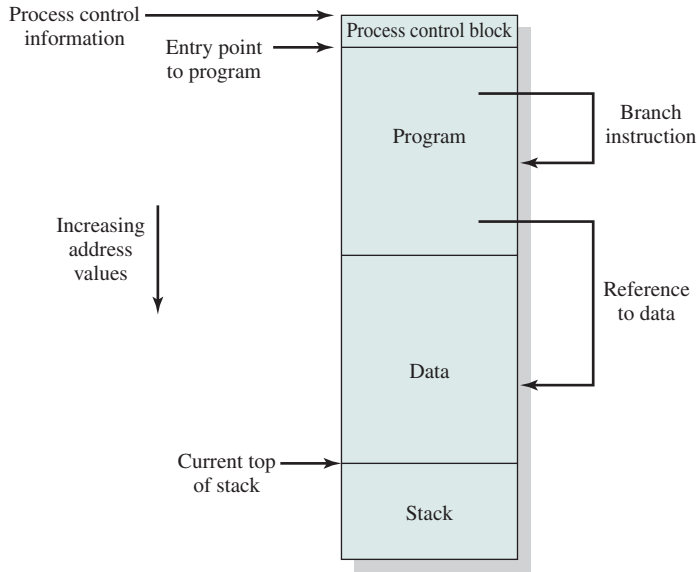 Process control
information
Process control block
Entry point
to program
Branch
instruction
Program
Increasing
address
values
Reference
to data
Data
Current top
of stack
Stack